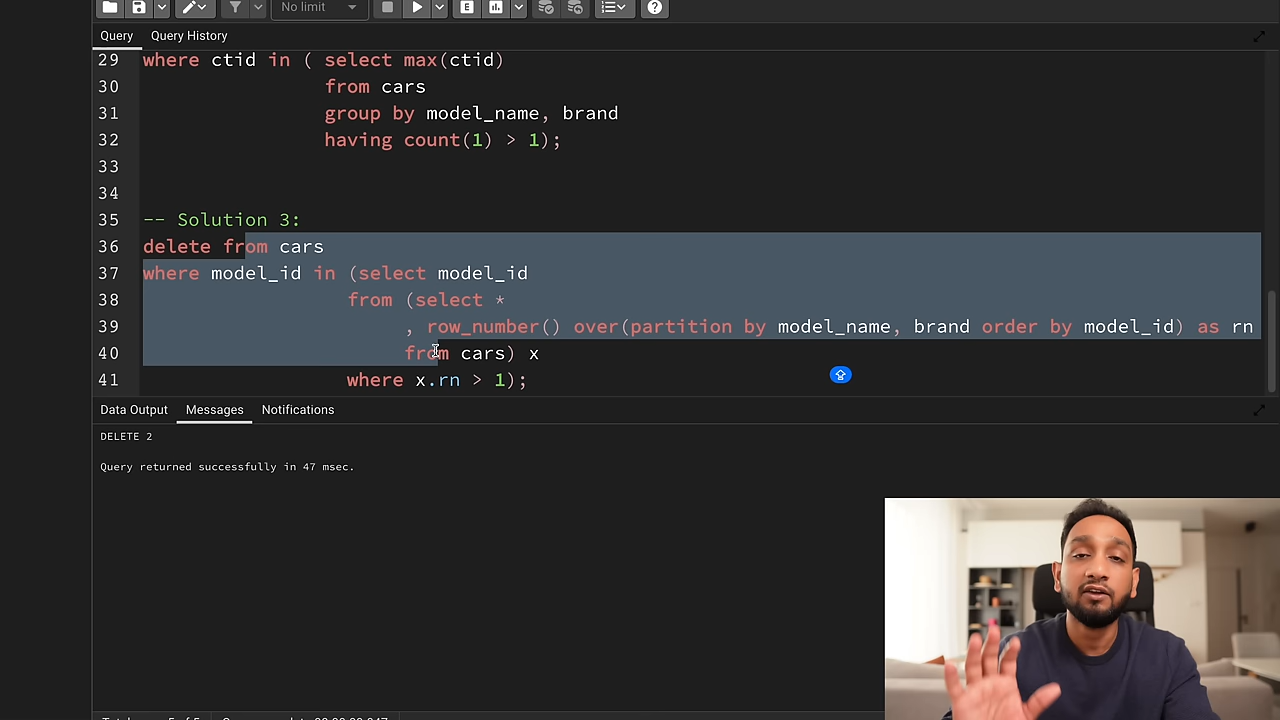 No limit
E
Query Query History
29 where ctid in ( select max(ctid)
30 from cars
31 group by model_name, brand
32 having count(1) > 1);
33
34
35 -- Solution 3:
36 delete from cars
37 where model_id in (select model_id
38 from (select *
39 , row_number() over(partition by model_name, brand order by model_id) as rn
40 from cars) x
41 where x.rn > 1);
Data Output Messages Notifications
DELETE 2
Query returned successfully in 47 msec.